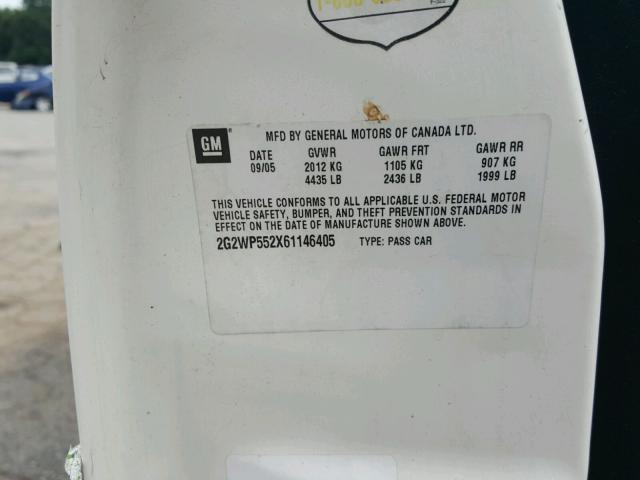 GM
MFD BY GENERAL MOTORS OF CANADA LTD.
DATE GVWR GAWR FRT GAWR RR
09/05 2012 KG 1105 KG 907 KG
4435 LB 2436 LB 1999 LB
THIS VEHICLE CONFORMS TO ALL APPLICABLE U.S. FEDERAL MOTOR
VEHICLE SAFETY, BUMPER, AND THEFT PREVENTION STANDARDS IN
EFFECT ON THE DATE OF MANUFACTURE SHOWN ABOVE.
2G2WP552X61146405 TYPE: PASS CAR